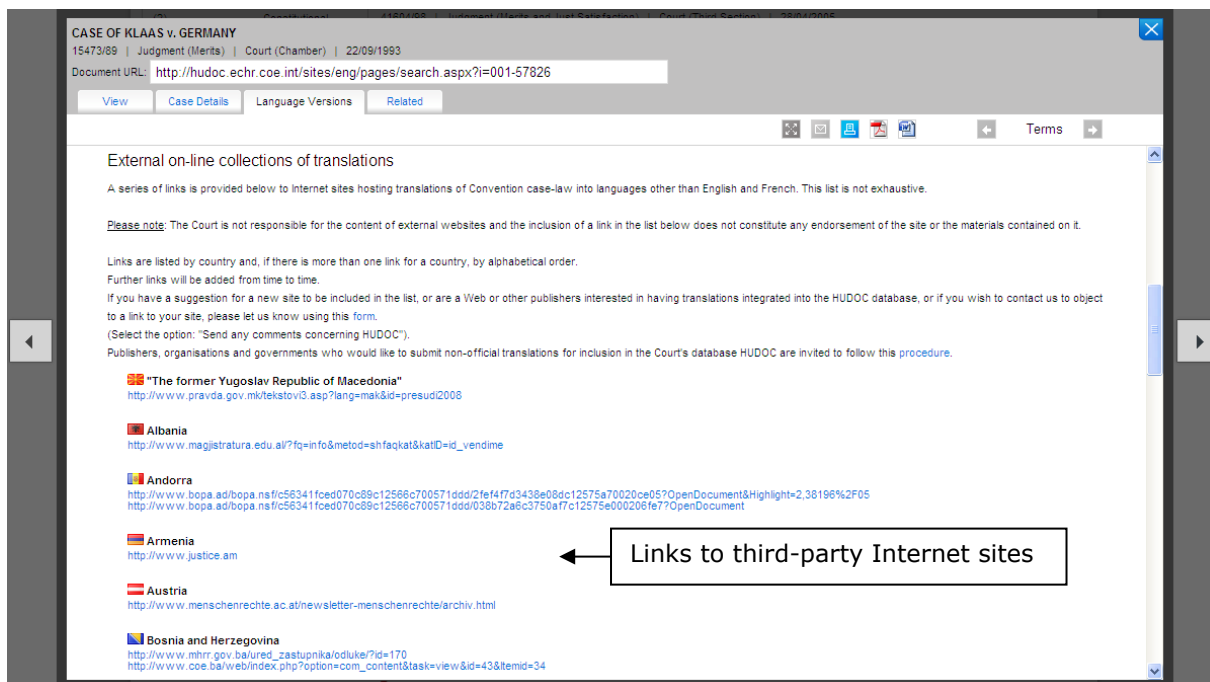 (2) Constitutional 41604/98 | Judgment (Merits and Just Satisfaction) | Court (Third Section) | 28/04/2005
CASE OF KLAAS v. GERMANY
15473/89 | Judgment (Merits) | Court (Chamber) | 22/09/1993
Document URL: http://hudoc.echr.coe.int/sites/eng/pages/search.aspx?i=001-57826
View Case Details Language Versions Related
Terms
External on-line collections of translations
A series of links is provided below to Internet sites hosting translations of Convention case-law into languages other than English and French. This list is not exhaustive.
Please note: The Court is not responsible for the content of external websites and the inclusion of a link in the list below does not constitute any endorsement of the site or the materials contained on it.
Links are listed by country and, if there is more than one link for a country, by alphabetical order.
Further links will be added from time to time.
If you have a suggestion for a new site to be included in the list, or are a Web or other publishers interested in having translations integrated into the HUDOC database, or if you wish to contact us to object
to a link to your site, please let us know using this form.
(Select the option: "Send any comments concerning HUDOC").
Publishers, organisations and governments who would like to submit non-official translations for inclusion in the Court's database HUDOC are invited to follow this procedure.
"The former Yugoslav Republic of Macedonia"
http://www.pravda.gov.mk/tekstovi3.asp?lang=mak&id=presudi2008
Albania
http://www.magjistratura.edu.al/?fq=info&metod=shfaqkat&katID=id_vendime
Andorra
http://www.bopa.ad/bopa.nsf/c56341fced070c89c12566c700571ddd/2fef4f7d3438e08dc12575a70020ce05?OpenDocument&Highlight=2,38196%2F05
http://www.bopa.ad/bopa.nsf/c56341fced070c89c12566c700571ddd/038b72a6c3750af7c12575e000206fe7?OpenDocument
Armenia
http://www.justice.am
Links to third-party Internet sites
Austria
http://www.menschenrechte.ac.at/newsletter-menschenrechte/archiv.html
Bosnia and Herzegovina
http://www.mhrr.gov.ba/ured_zastupnika/odluke/?id=170
http://www.coe.ba/web/index.php?option=com_content&task=view&id=43&Itemid=34